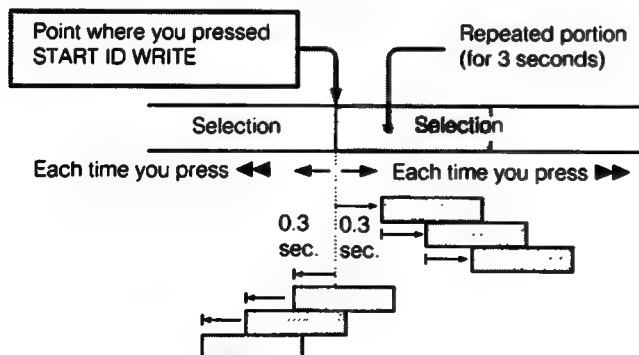 Point where you pressed
START ID WRITE
Repeated portion
(for 3 seconds)
Selection
Selection
Each time you press ◀◀
Each time you press ▶▶
0.3
sec.
0.3
sec.